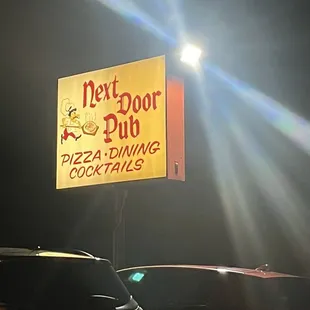 Next
Door
Pub
PIZZA • DINING
COCKTAILS